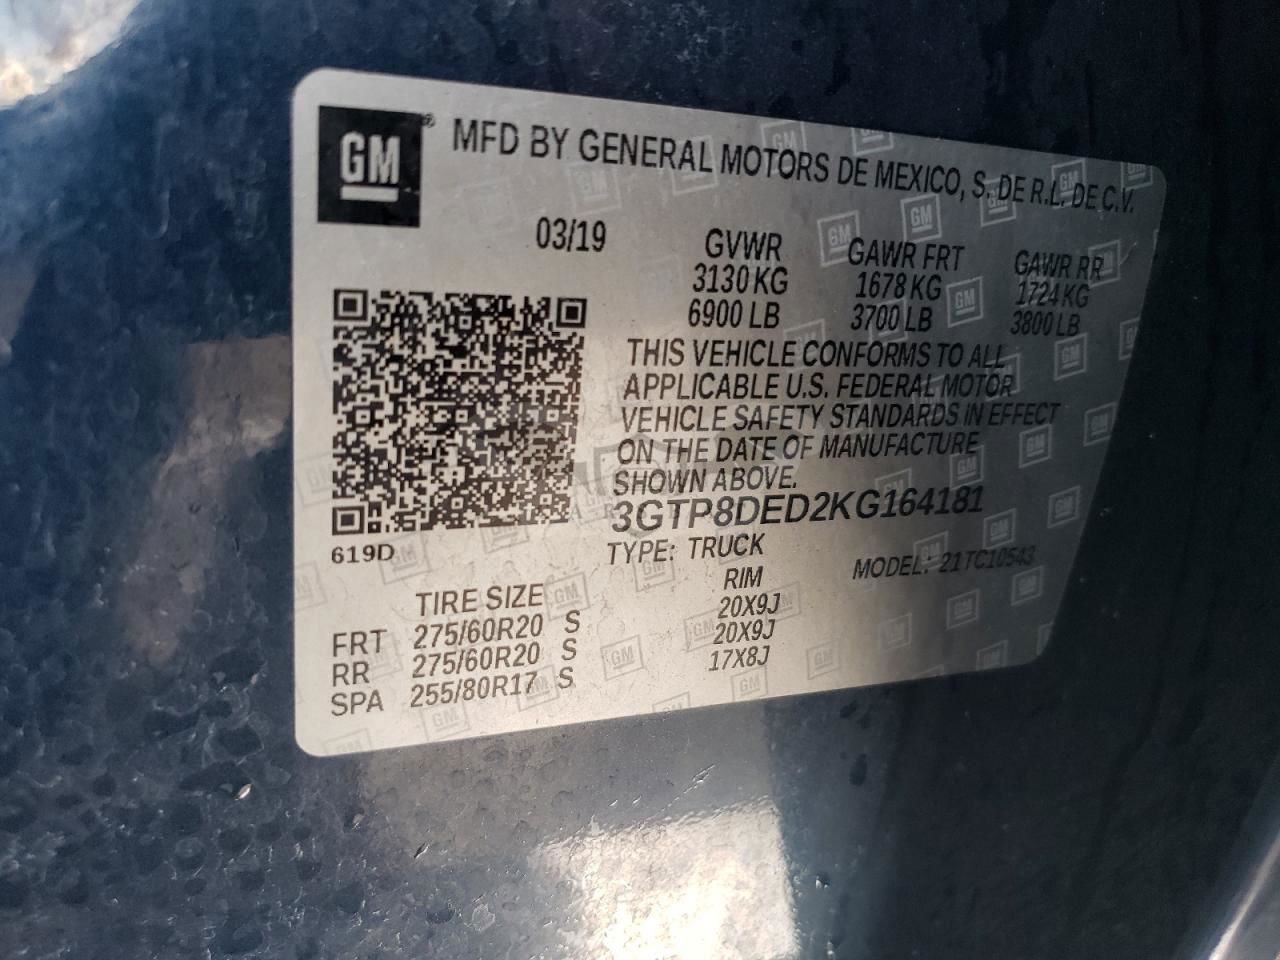 GM® MFD BY GENERAL MOTORS DE MEXICO, S. DE R.L. DE C.V.
03/19
GVWR GAWR FRT GAWR RR
3130 KG 1678 KG 1724 KG
6900 LB 3700 LB 3800 LB
THIS VEHICLE CONFORMS TO ALL
APPLICABLE U.S. FEDERAL MOTOR
VEHICLE SAFETY STANDARDS IN EFFECT
ON THE DATE OF MANUFACTURE
SHOWN ABOVE.
3GTP8DED2KG164181
619D
TYPE: TRUCK MODEL: 21TC10543
TIRE SIZE RIM
FRT 275/60R20 S 20X9J
RR 275/60R20 S 20X9J
SPA 255/80R17 S 17X8J